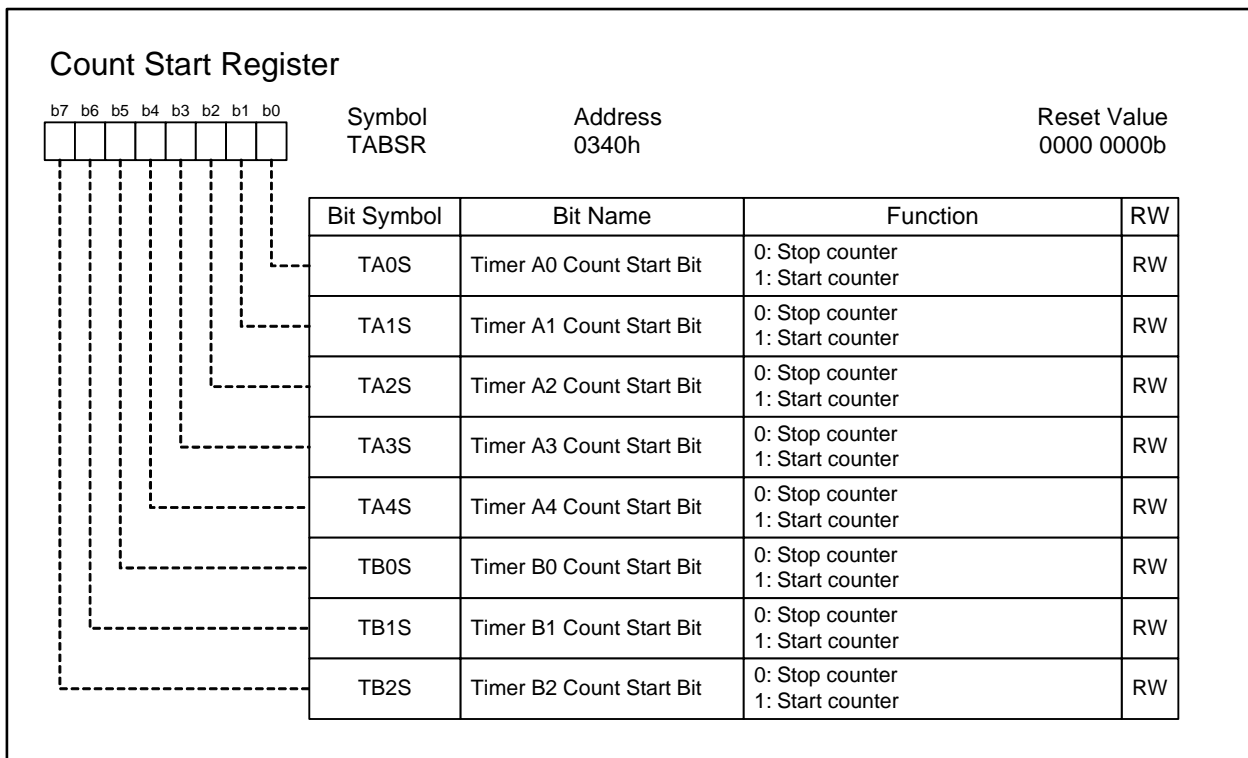 Count Start Register
b7 b6 b5 b4 b3 b2 b1 b0
Symbol Address Reset Value
TABSR 0340h 0000 0000b
Bit Symbol Bit Name Function RW
TA0S Timer A0 Count Start Bit 0: Stop counter
1: Start counter RW
TA1S Timer A1 Count Start Bit 0: Stop counter
1: Start counter RW
TA2S Timer A2 Count Start Bit 0: Stop counter
1: Start counter RW
TA3S Timer A3 Count Start Bit 0: Stop counter
1: Start counter RW
TA4S Timer A4 Count Start Bit 0: Stop counter
1: Start counter RW
TB0S Timer B0 Count Start Bit 0: Stop counter
1: Start counter RW
TB1S Timer B1 Count Start Bit 0: Stop counter
1: Start counter RW
TB2S Timer B2 Count Start Bit 0: Stop counter
1: Start counter RW